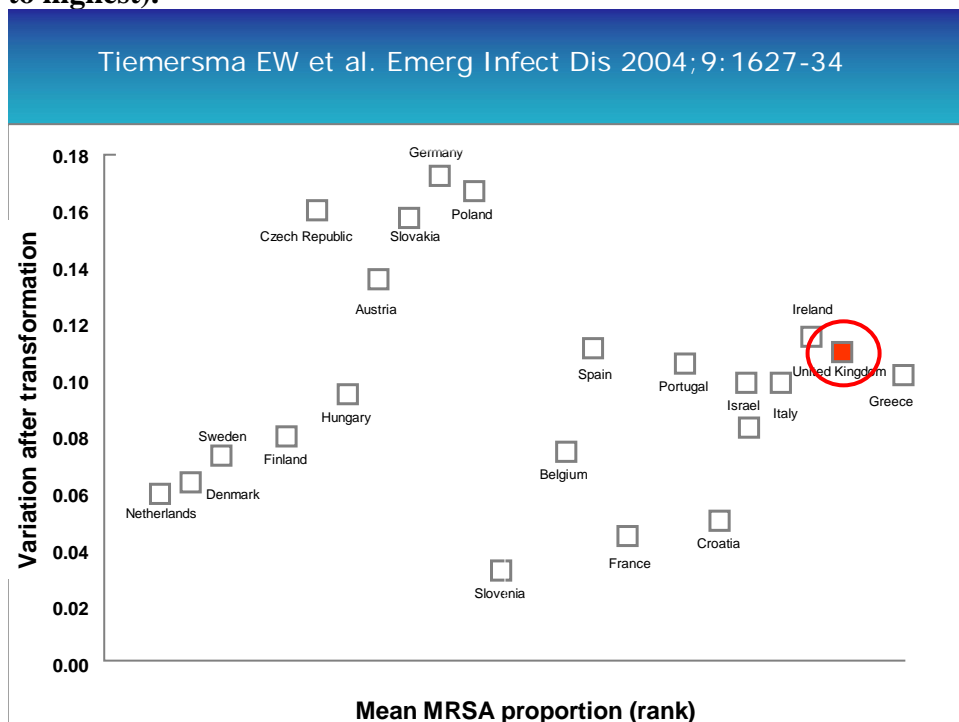 to highest).
Tiemersma EW et al. Emerg Infect Dis 2004;9:1627-34
0.18
0.16
0.14
0.12
0.10
0.08
0.06
0.04
0.02
0.00
Variation after transformation
Germany
Poland
Slovakia
Czech Republic
Austria
Ireland
United Kingdom
Spain
Portugal
Israel
Italy
Greece
Hungary
Sweden
Finland
Belgium
Denmark
Netherlands
Croatia
France
Slovenia
Mean MRSA proportion (rank)